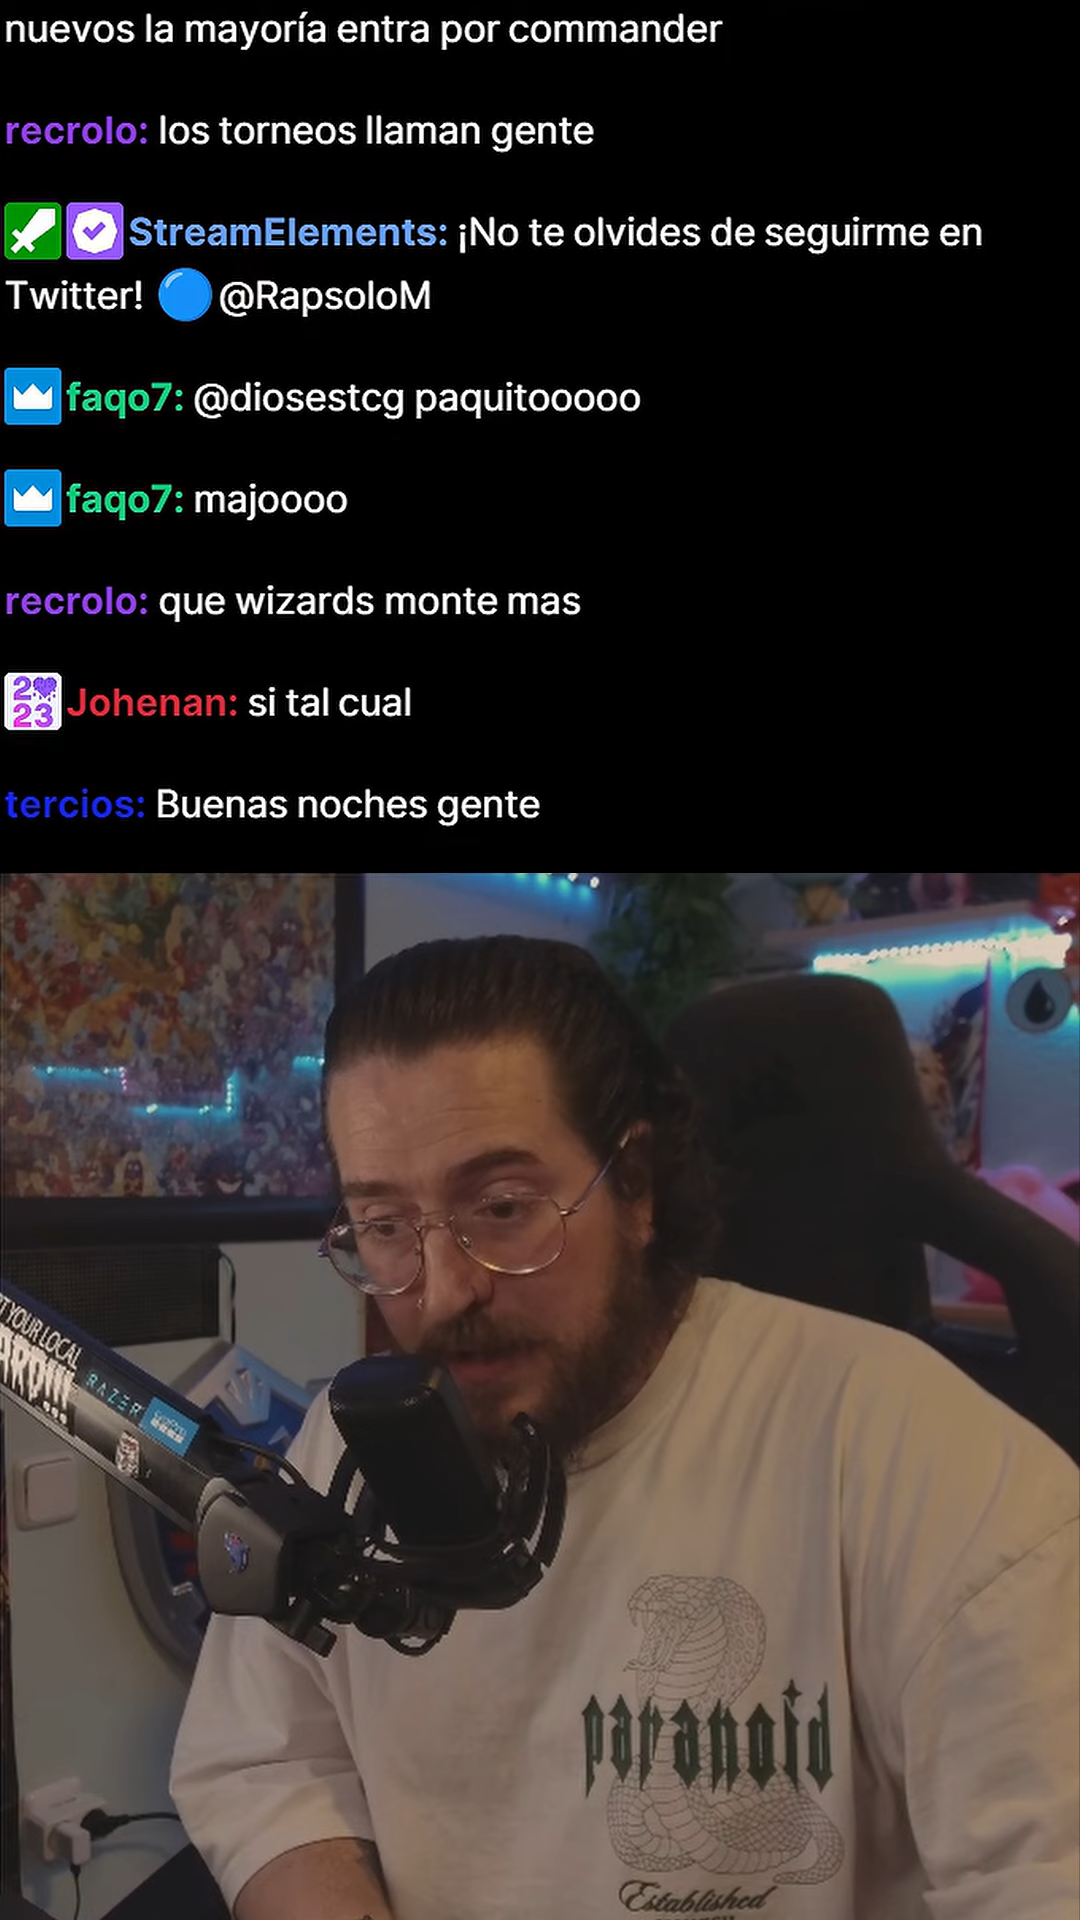 nuevos la mayoría entra por commander
recrolo: los torneos llaman gente
StreamElements: ¡No te olvides de seguirme en
Twitter! 🔵 @RapsoloM
faqo7: @diosestcg paquitooooo
faqo7: majoooo
recrolo: que wizards monte mas
2023
Johenan: si tal cual
tercios: Buenas noches gente
YOUR LOCAL
RAZER
paranoid
Established